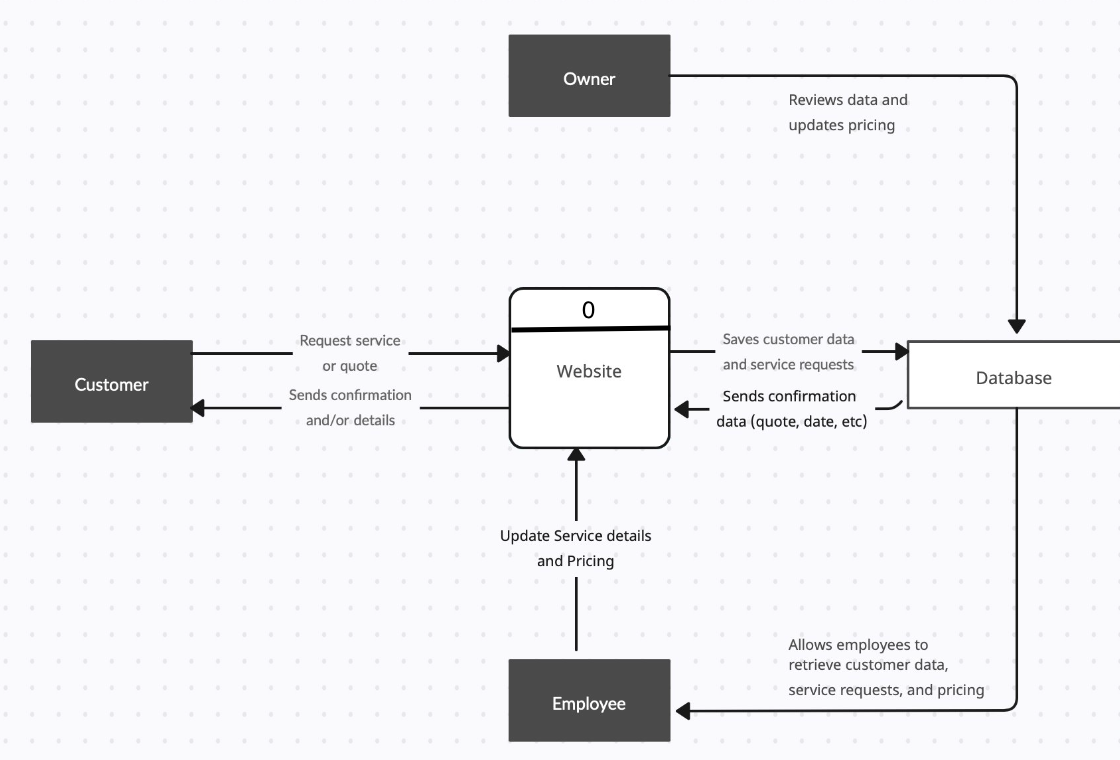 Owner
Reviews data and
updates pricing
0
Website
Customer
Request service
or quote
Sends confirmation
and/or details
Saves customer data
and service requests
Sends confirmation
data (quote, date, etc)
Database
Update Service details
and Pricing
Employee
Allows employees to
retrieve customer data,
service requests, and pricing